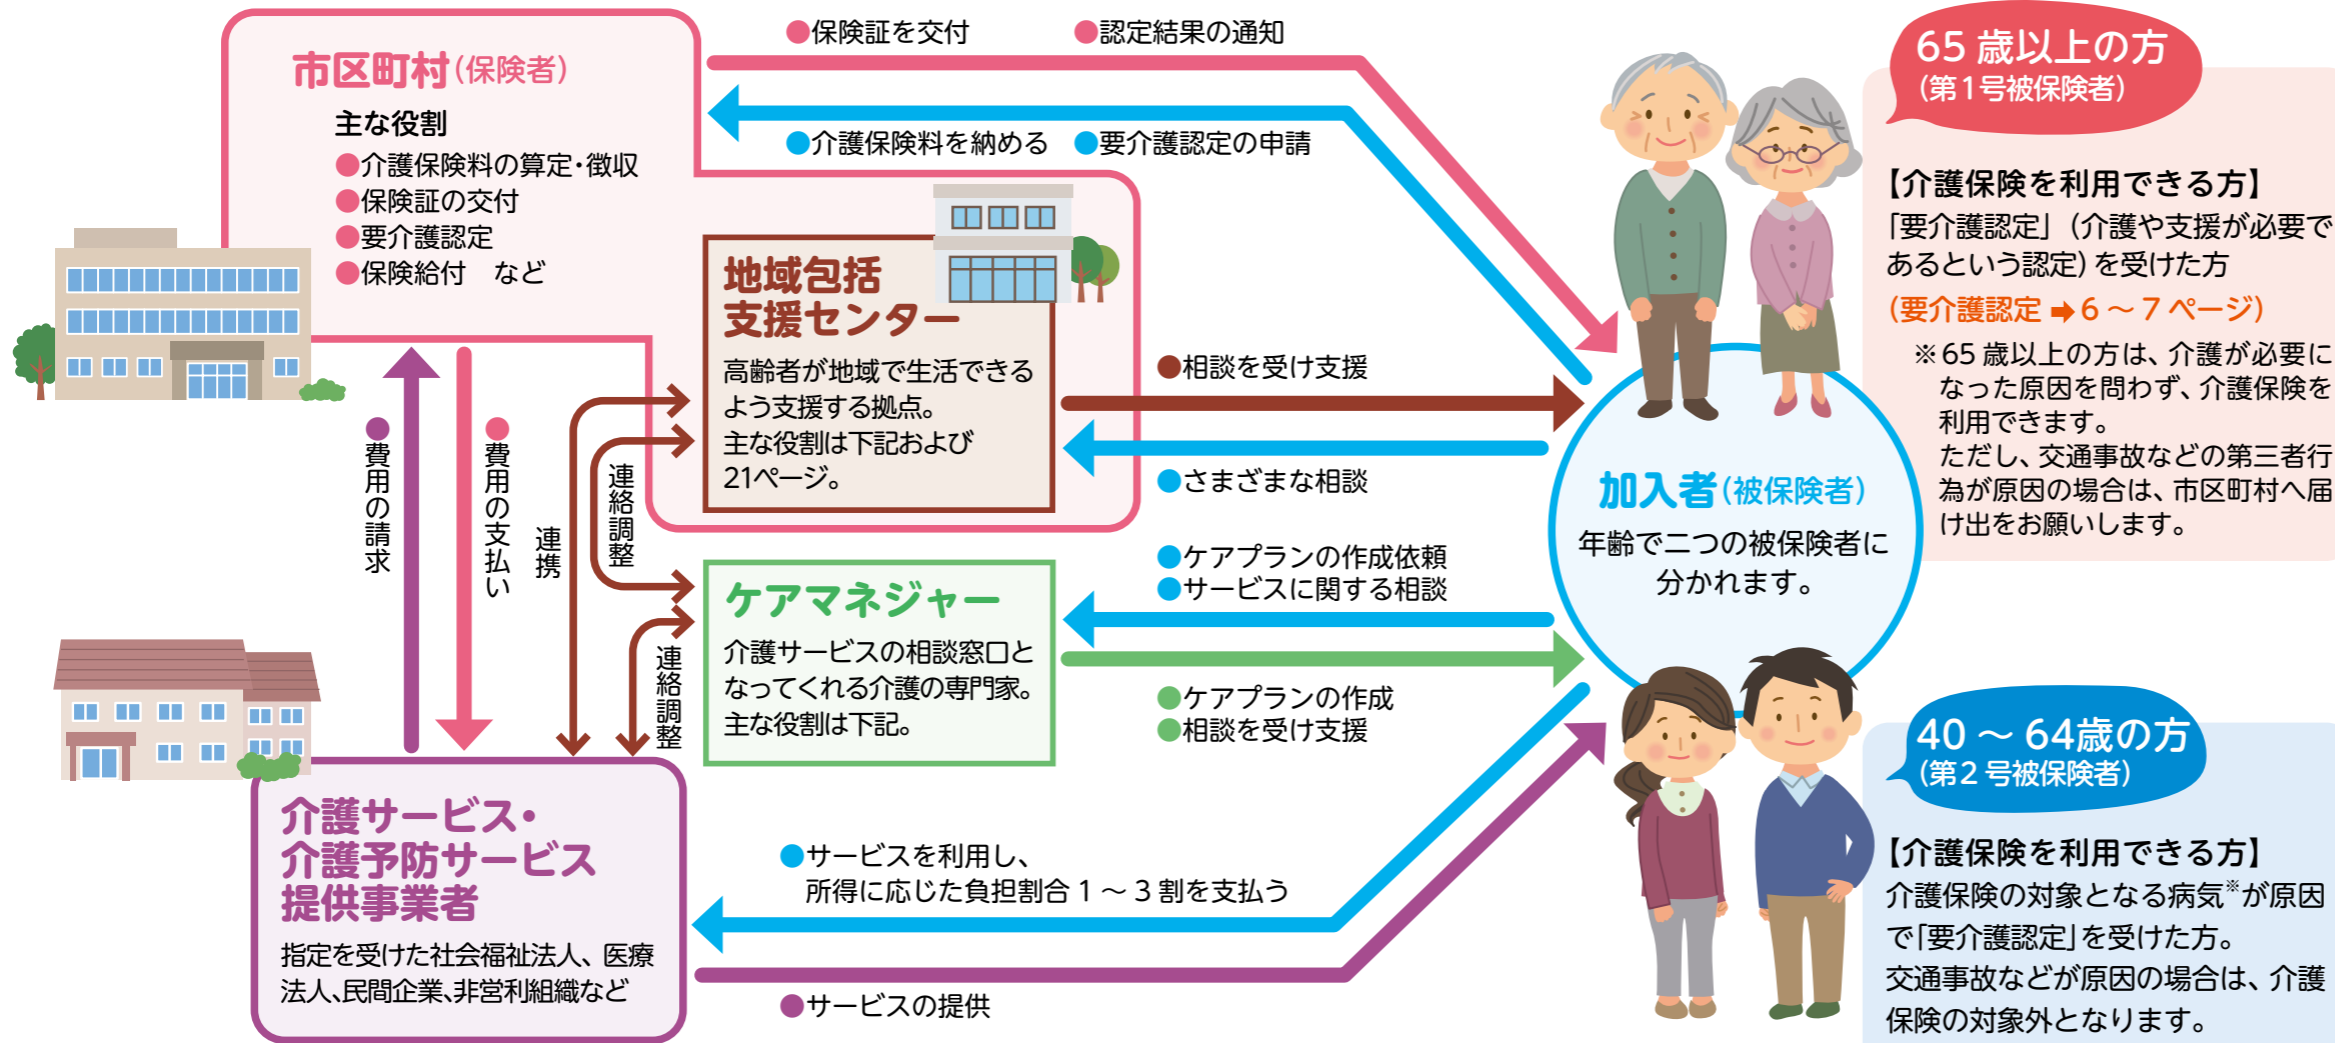 市区町村(保険者)
主な役割
●介護保険料の算定・徴収
●保険証の交付
●要介護認定
●保険給付　など
●保険証を交付
●認定結果の通知
●介護保険料を納める
●要介護認定の申請
地域包括
支援センター
高齢者が地域で生活できる
よう支援する拠点。
主な役割は下記および
21ページ。
●相談を受け支援
●さまざまな相談
●費用の請求
●費用の支払い
連携
連絡調整
連絡調整
ケアマネジャー
介護サービスの相談窓口と
なってくれる介護の専門家。
主な役割は下記。
●ケアプランの作成依頼
●サービスに関する相談
●ケアプランの作成
●相談を受け支援
介護サービス・
介護予防サービス
提供事業者
指定を受けた社会福祉法人、医療
法人、民間企業、非営利組織など
●サービスを利用し、
所得に応じた負担割合1～3割を支払う
●サービスの提供
加入者(被保険者)
年齢で二つの被保険者に
分かれます。
65歳以上の方
(第1号被保険者)
【介護保険を利用できる方】
「要介護認定」(介護や支援が必要で
あるという認定)を受けた方
(要介護認定➡6～7ページ)
※65歳以上の方は、介護が必要に
なった原因を問わず、介護保険を
利用できます。
ただし、交通事故などの第三者行
為が原因の場合は、市区町村へ届
け出をお願いします。
40～64歳の方
(第2号被保険者)
【介護保険を利用できる方】
介護保険の対象となる病気※が原因
で「要介護認定」を受けた方。
交通事故などが原因の場合は、介護
保険の対象外となります。